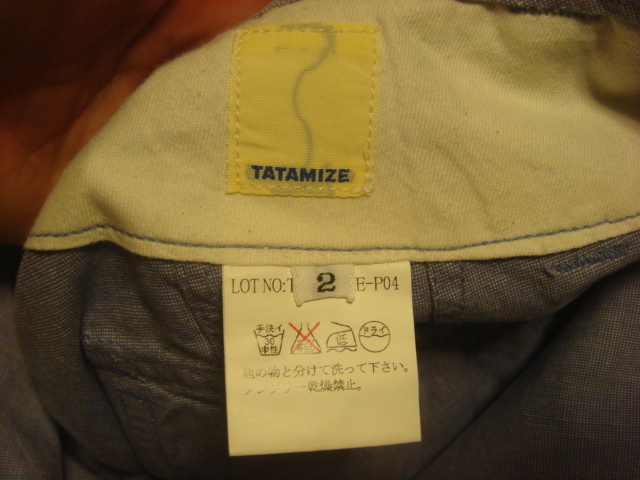 TATAMIZE
2
LOT NO:T E-P04
手洗イ
30
中性
低
ドライ
他の物と分けて洗って下さい。
タンブラー乾燥禁止。